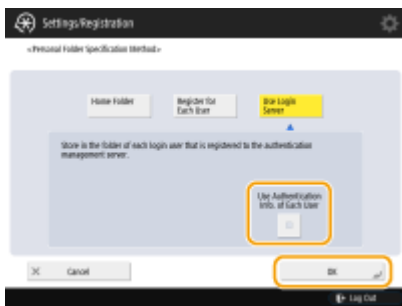 Settings/Registration
<Personal Folder Specification Method>
Home Folder
Register for
Each User
Use Login
Server
Store in the folder of each login user that is registered to the authentication
management server.
Use Authentication
Info. of Each User
Cancel
OK
Log Out